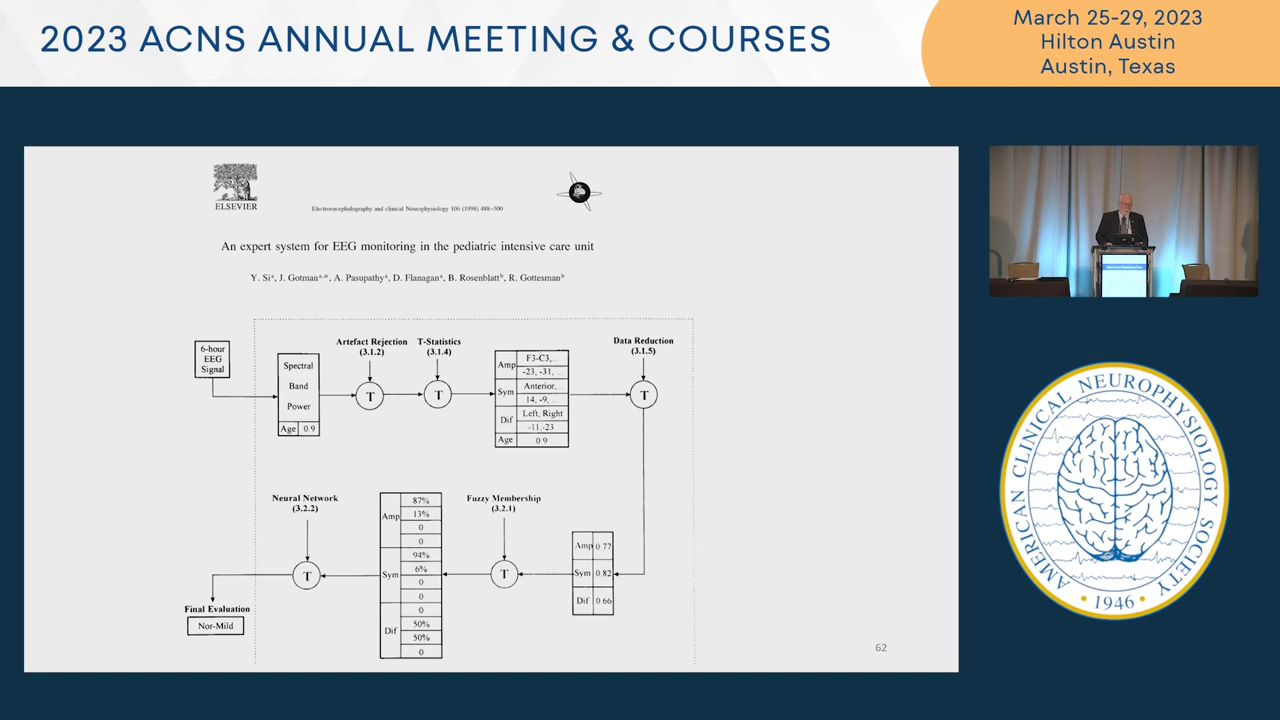 2023 ACNS ANNUAL MEETING & COURSES
March 25-29, 2023
Hilton Austin
Austin, Texas
ELSEVIER
Electroencephalography and clinical Neurophysiology 106 (1998) 488–500
An expert system for EEG monitoring in the pediatric intensive care unit
Y. Siᵃ, J. Gotmanᵃ,*, A. Pasupathyᵃ, D. Flanaganᵃ, B. Rosenblattᵇ, R. Gottesmanᵇ
6-hour
EEG
Signal
Spectral
Band
Power
Age 0 9
Artefact Rejection
(3.1.2)
T
T-Statistics
(3.1.4)
T
Amp F3-C3,...
-23, -31, ...
Sym Anterior,..
14, -9, ...
Dif Left, Right
-11,-23
Age 0 9
Data Reduction
(3.1.5)
T
Neural Network
(3.2.2)
T
Amp 87%
13%
0
0
Sym 94%
6%
0
0
Dif 0
50%
50%
0
Fuzzy Membership
(3.2.1)
T
Amp 0 77
Sym 0.82
Dif 0 66
Final Evaluation
Nor-Mild
62
AMERICAN CLINICAL NEUROPHYSIOLOGY SOCIETY
• 1946 •